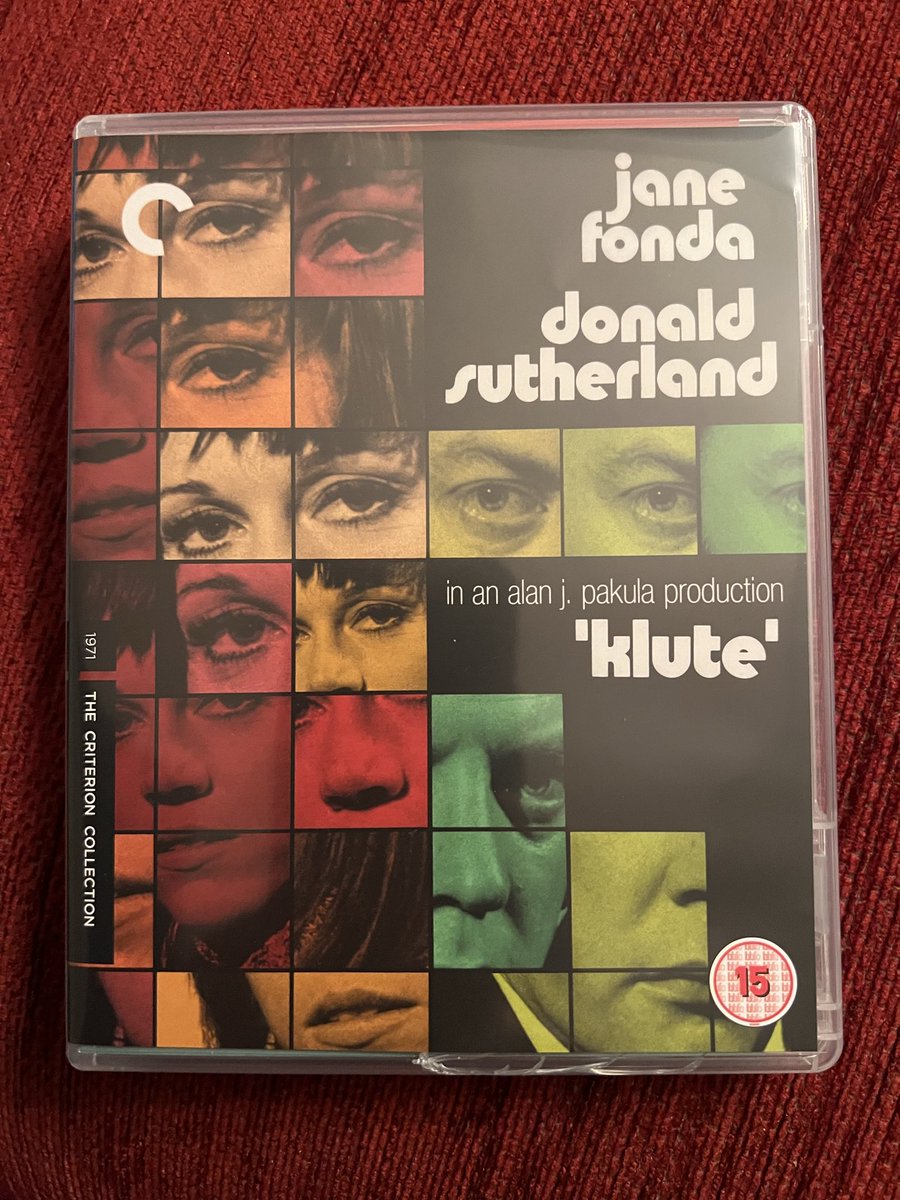 jane
fonda
donald
sutherland
in an alan j. pakula production
'klute'
1971
THE CRITERION COLLECTION
15